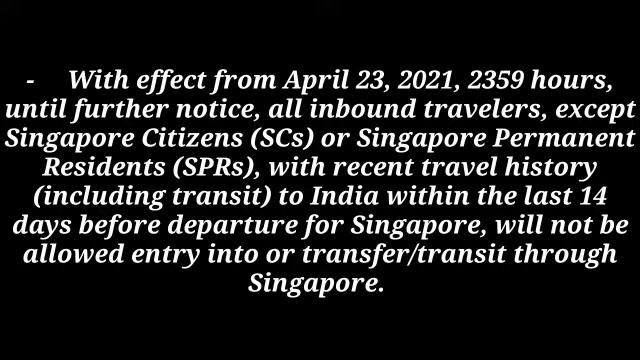 - With effect from April 23, 2021, 2359 hours,
until further notice, all inbound travelers, except
Singapore Citizens (SCs) or Singapore Permanent
Residents (SPRs), with recent travel history
(including transit) to India within the last 14
days before departure for Singapore, will not be
allowed entry into or transfer/transit through
Singapore.